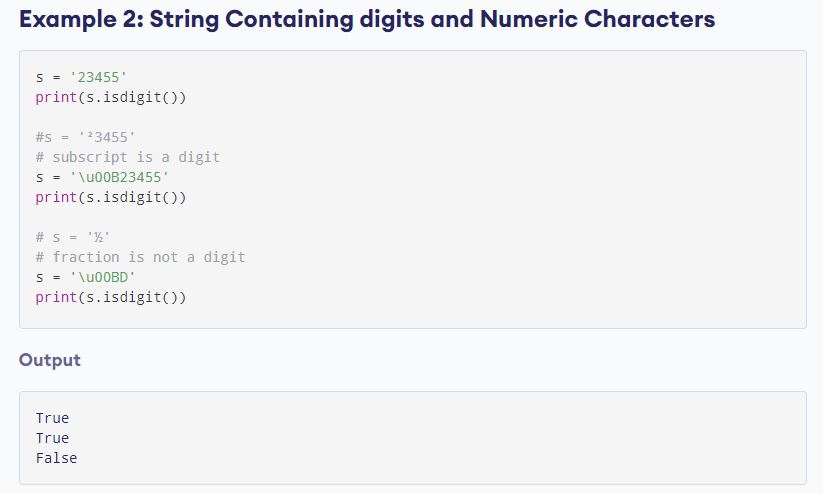 Example 2: String Containing digits and Numeric Characters
s = '23455'
print(s.isdigit())
#s = '²3455'
# subscript is a digit
s = '\u00B23455'
print(s.isdigit())
# s = '½'
# fraction is not a digit
s = '\u00BD'
print(s.isdigit())
Output
True
True
False